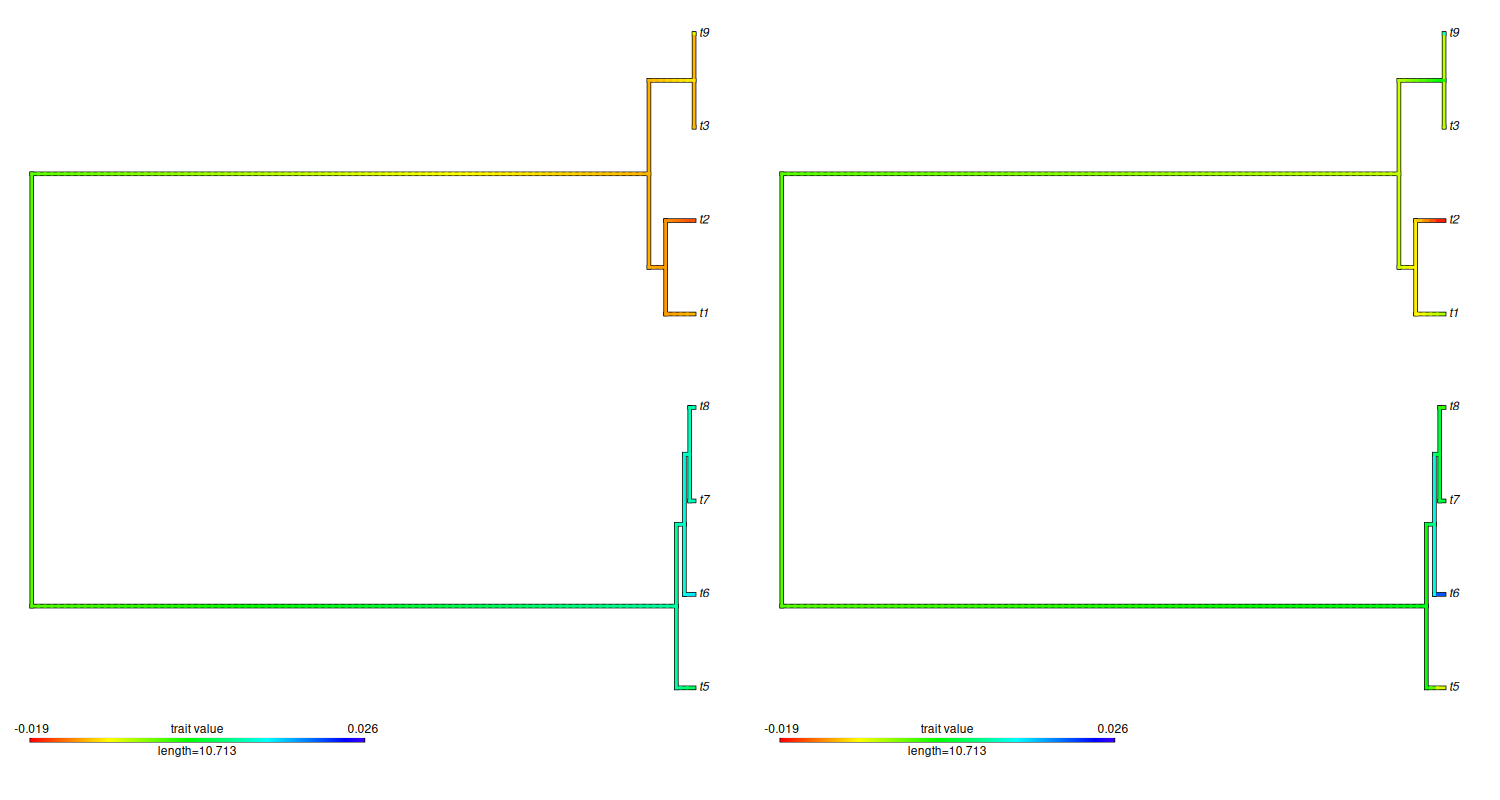 t9
t3
t2
t1
t8
t7
t6
t5
-0.019 trait value 0.026
length=10.713
t9
t3
t2
t1
t8
t7
t6
t5
-0.019 trait value 0.026
length=10.713